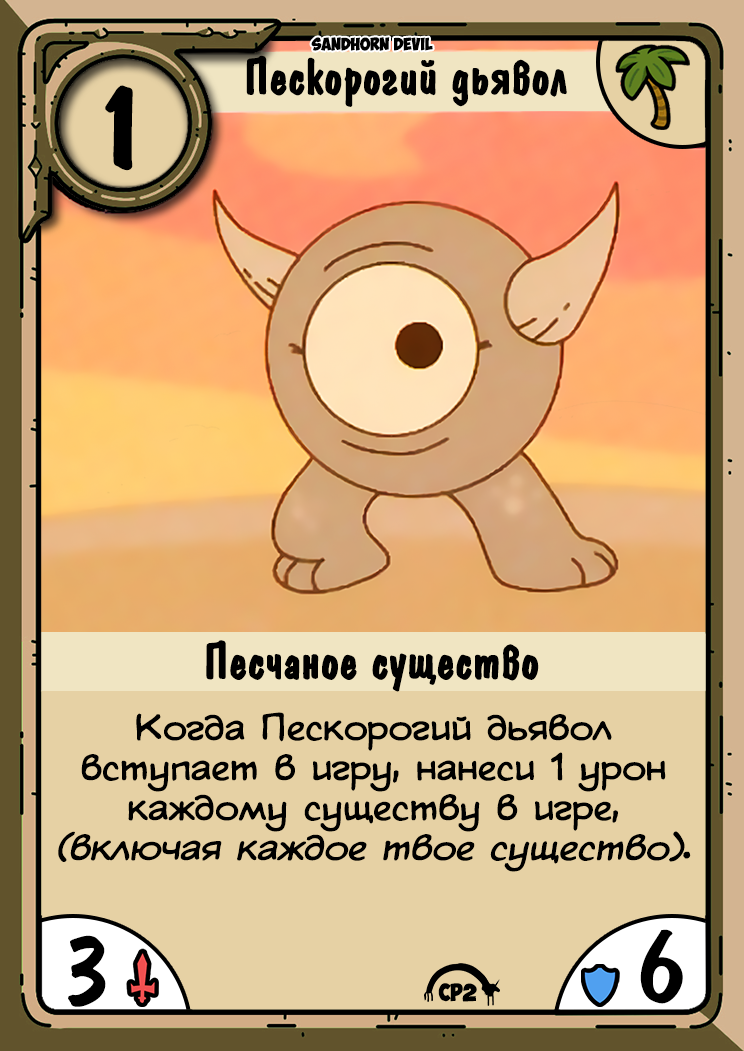 SANDHORN DEVIL
1
Пескорогий дьявол
Песчаное существо
Когда Пескорогий дьявол
вступает в игру, нанеси 1 урон
каждому существу в игре,
(включая каждое твое существо).
3
CP2
6